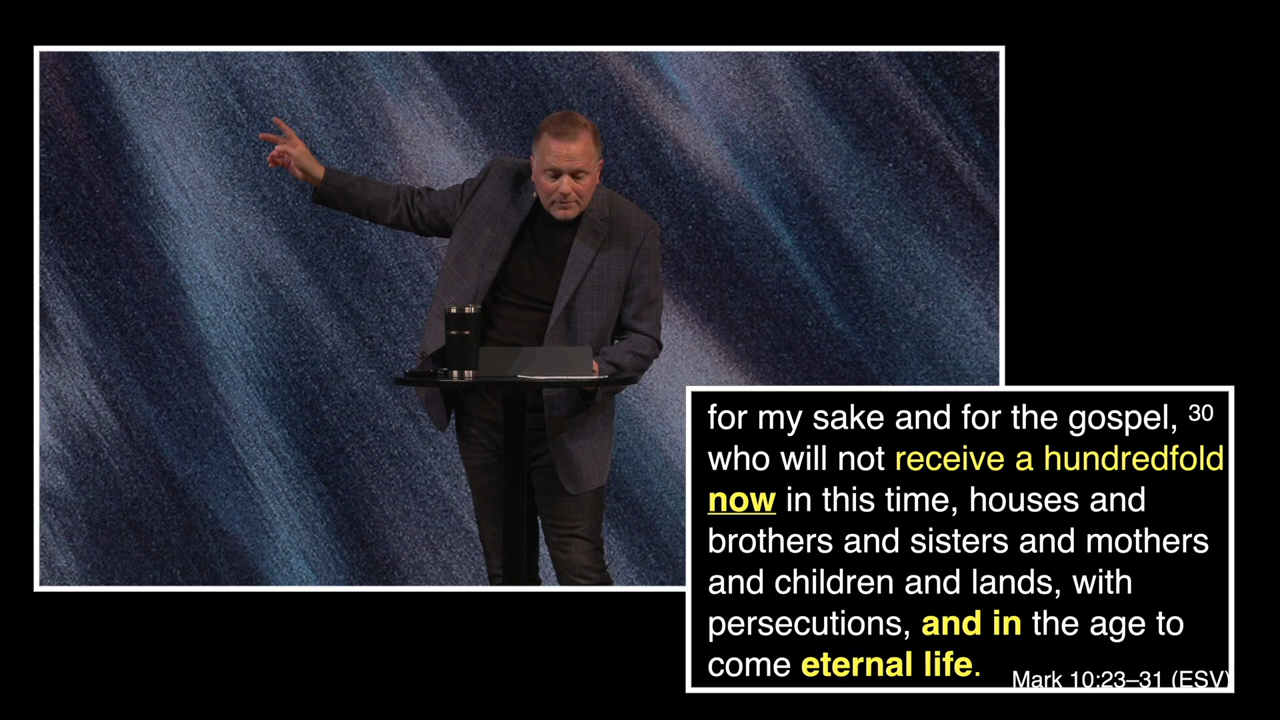 for my sake and for the gospel, 30
who will not receive a hundredfold
now in this time, houses and
brothers and sisters and mothers
and children and lands, with
persecutions, and in the age to
come eternal life.
Mark 10:23–31 (ESV)